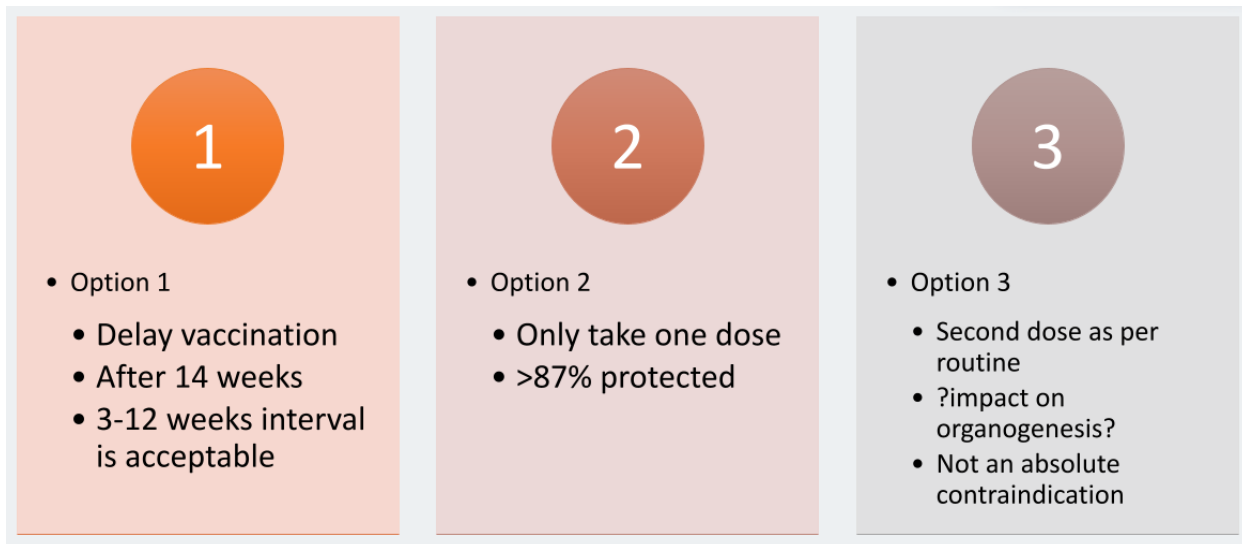 1
• Option 1
• Delay vaccination
• After 14 weeks
• 3-12 weeks interval
is acceptable
2
• Option 2
• Only take one dose
• >87% protected
3
• Option 3
• Second dose as per
routine
• ?impact on
organogenesis?
• Not an absolute
contraindication